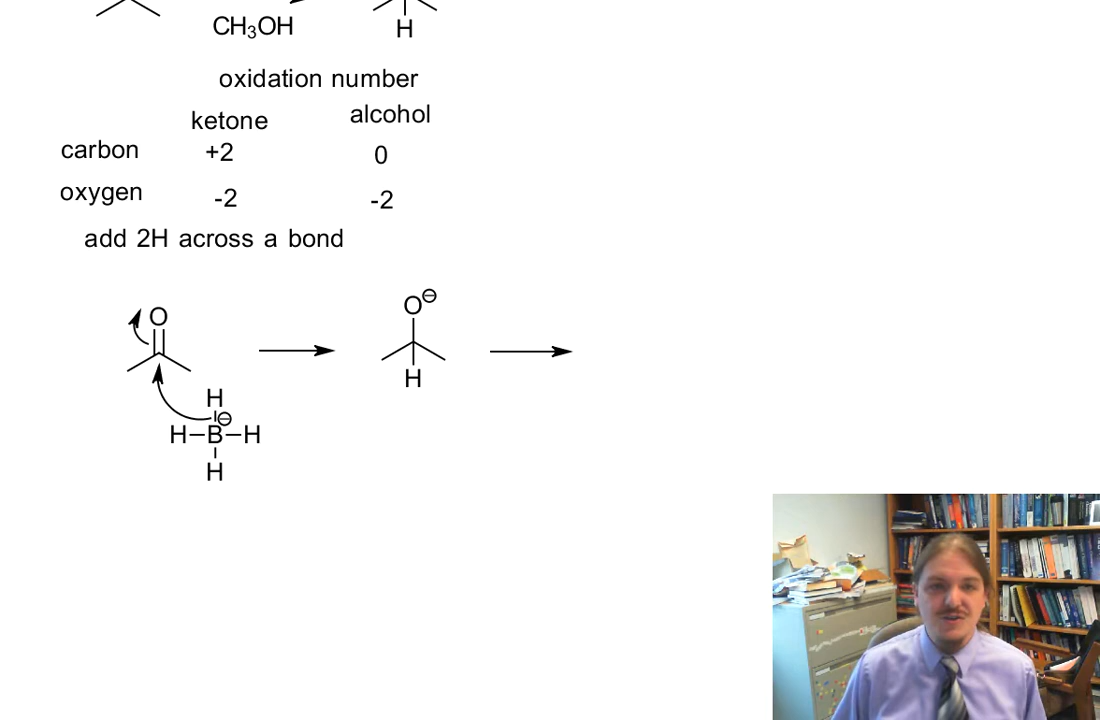 CH₃OH
H
oxidation number
ketone alcohol
carbon +2 0
oxygen -2 -2
add 2H across a bond
O O⊖
H
H
⊖
H–B–H
H